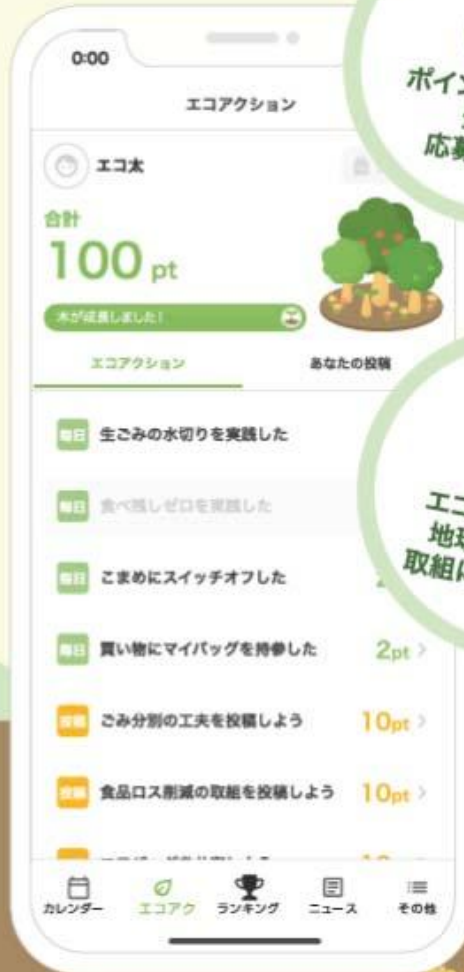 0:00
エコアクション
エコ太
合計
100 pt
木が成長しました!
エコアクション
あなたの投稿
毎日 生ごみの水切りを実践した
毎日 食べ残しゼロを実践した
毎日 こまめにスイッチオフした
毎日 買い物にマイバッグを持参した 2pt
投稿 ごみ分別の工夫を投稿しよう 10pt
投稿 食品ロス削減の取組を投稿しよう 10pt
カレンダー
エコアク
ランキング
ニュース
その他
ポイン
応募
エコ
地球
取組に